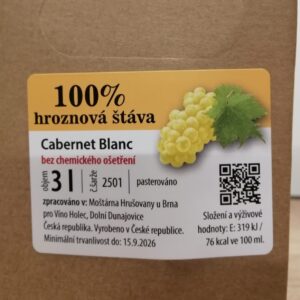 100%
hroznová šťáva
Cabernet Blanc
bez chemického ošetření
objem 3 l č.šarže 2501 pasterováno
zpracováno v: Moštárna Hrušovany u Brna
pro Víno Holec, Dolní Dunajovice
Česká republika. Vyrobeno v České republice.
Minimální trvanlivost do: 15.9.2026
Složení a výživové
hodnoty: E: 319 kJ /
76 kcal ve 100 ml.